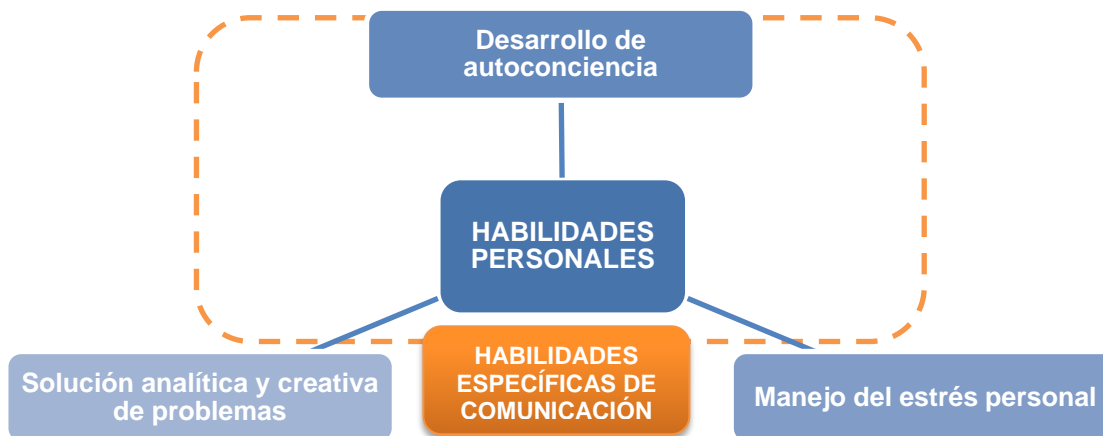 Desarrollo de
autoconciencia
HABILIDADES
PERSONALES
Solución analítica y creativa
de problemas
HABILIDADES
ESPECÍFICAS DE
COMUNICACIÓN
Manejo del estrés personal